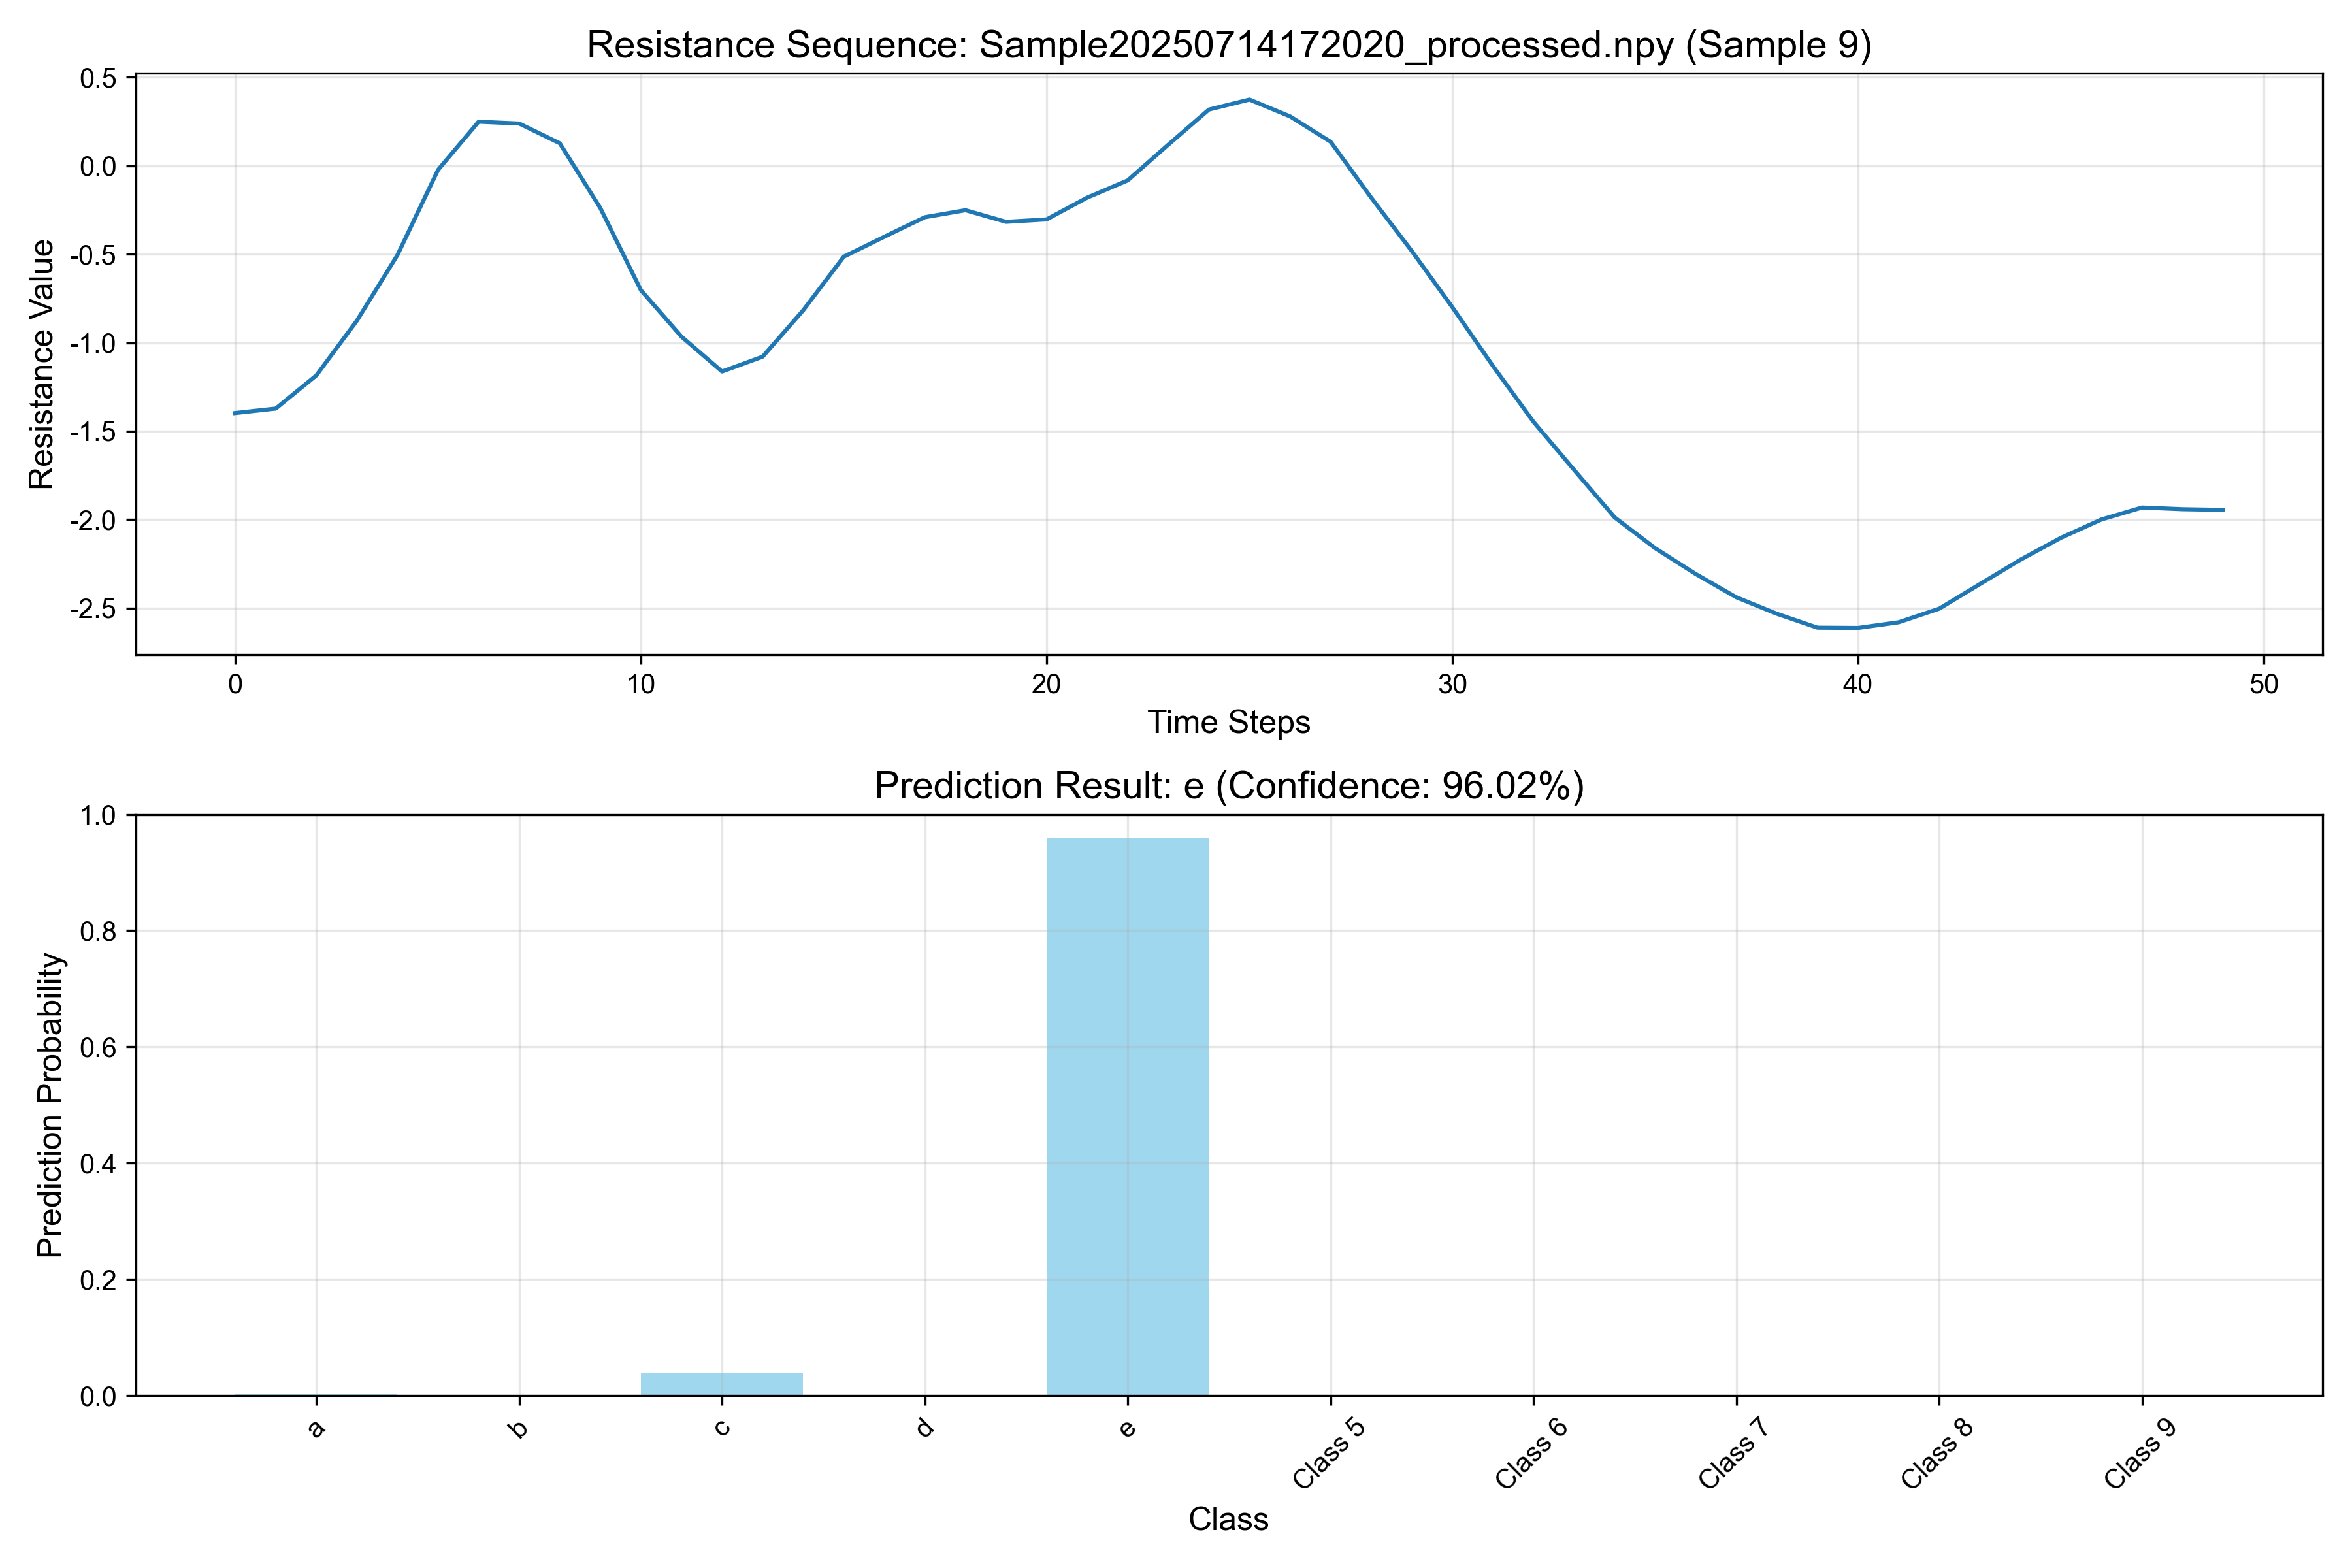 Resistance Sequence: Sample20250714172020_processed.npy (Sample 9)
Resistance Value
0.5
0.0
-0.5
-1.0
-1.5
-2.0
-2.5
0 10 20 30 40 50
Time Steps
Prediction Result: e (Confidence: 96.02%)
Prediction Probability
1.0
0.8
0.6
0.4
0.2
0.0
a b c d e Class 5 Class 6 Class 7 Class 8 Class 9
Class